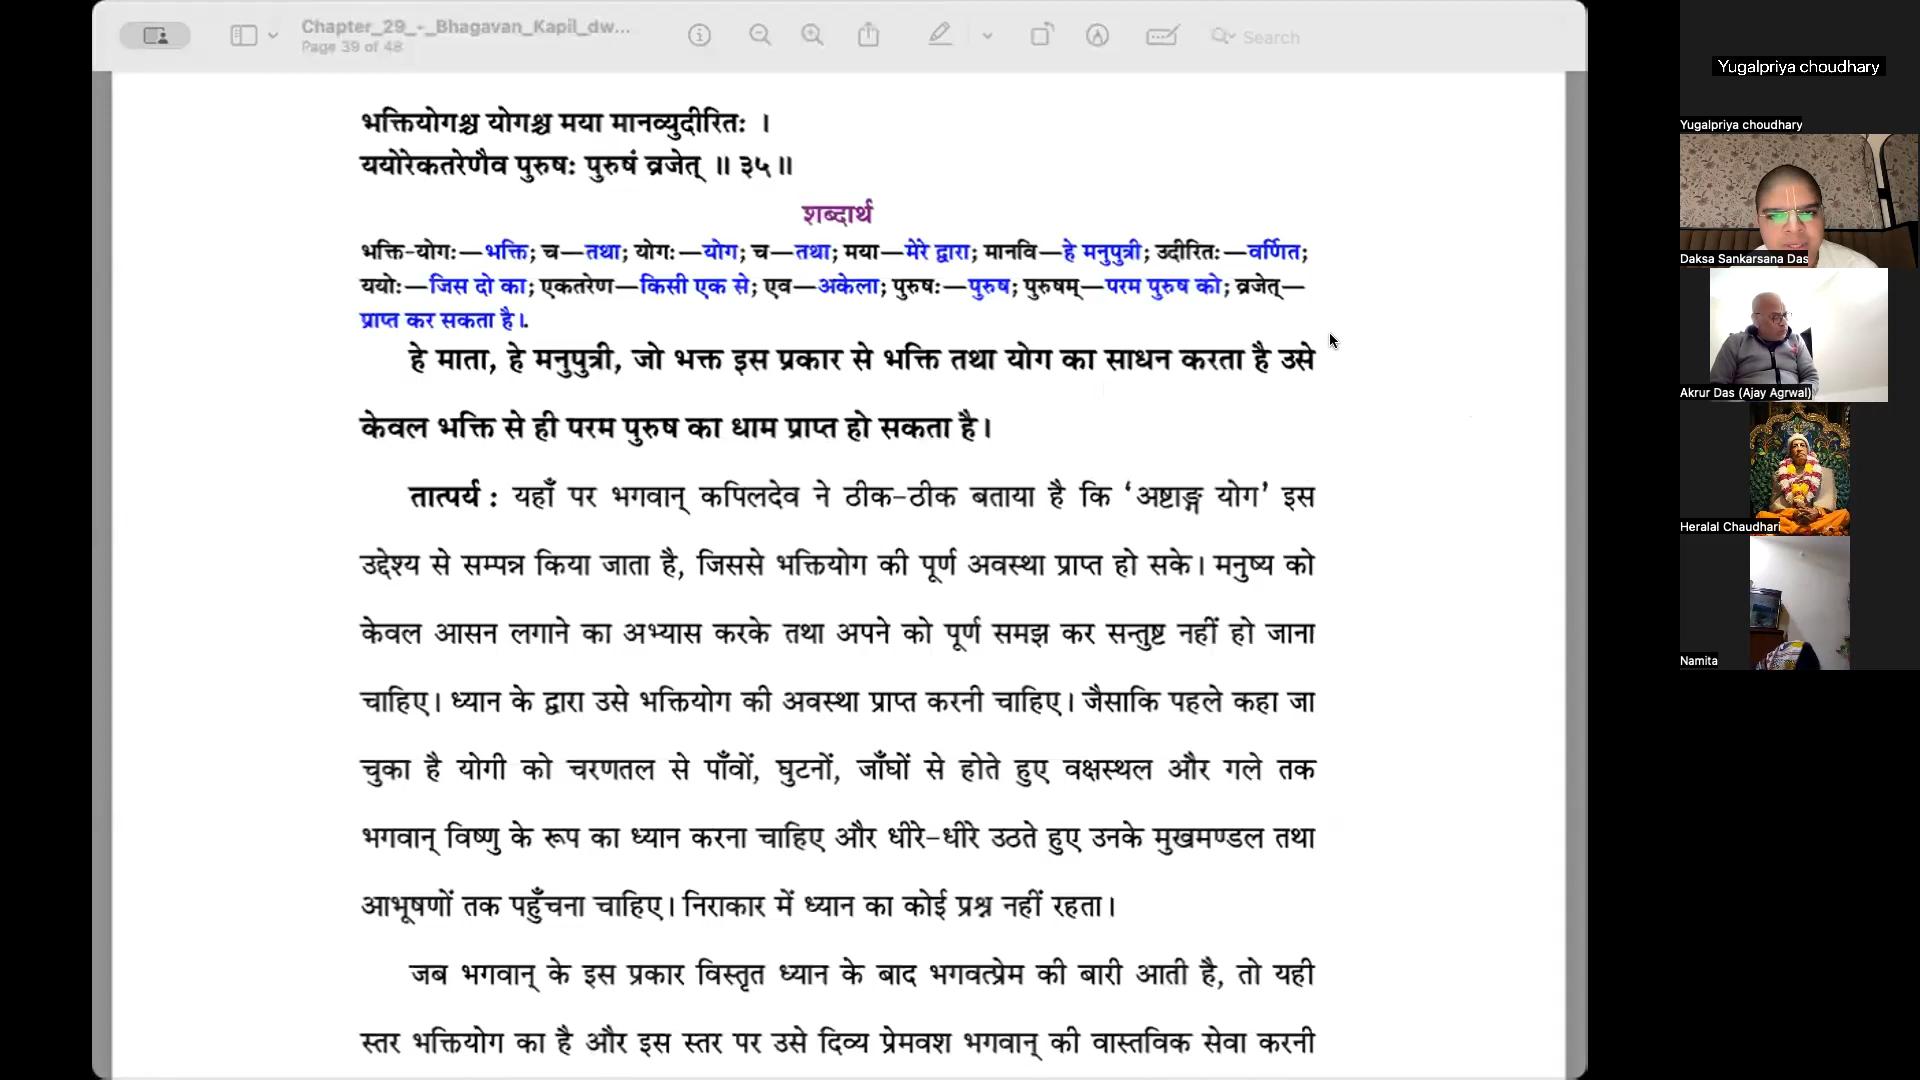 Chapter_29_-_Bhagavan_Kapil_dw...
Page 39 of 48
Search
भक्तियोगश्च योगश्च मया मानव्युदीरितः ।
ययोरेकतरेणैव पुरुषः पुरुषं व्रजेत् ॥ ३५॥
शब्दार्थ
भक्ति-योगः—भक्ति; च—तथा; योगः—योग; च—तथा; मया—मेरे द्वारा; मानवि—हे मनुपुत्री; उदीरितः—वर्णित;
ययोः—जिस दो का; एकतरेण—किसी एक से; एव—अकेला; पुरुषः—पुरुष; पुरुषम्—परम पुरुष को; व्रजेत्—
प्राप्त कर सकता है।.
हे माता, हे मनुपुत्री, जो भक्त इस प्रकार से भक्ति तथा योग का साधन करता है उसे
केवल भक्ति से ही परम पुरुष का धाम प्राप्त हो सकता है।
तात्पर्य : यहाँ पर भगवान् कपिलदेव ने ठीक-ठीक बताया है कि ‘अष्टाङ्ग योग’ इस
उद्देश्य से सम्पन्न किया जाता है, जिससे भक्तियोग की पूर्ण अवस्था प्राप्त हो सके। मनुष्य को
केवल आसन लगाने का अभ्यास करके तथा अपने को पूर्ण समझ कर सन्तुष्ट नहीं हो जाना
चाहिए। ध्यान के द्वारा उसे भक्तियोग की अवस्था प्राप्त करनी चाहिए। जैसाकि पहले कहा जा
चुका है योगी को चरणतल से पाँवों, घुटनों, जाँघों से होते हुए वक्षस्थल और गले तक
भगवान् विष्णु के रूप का ध्यान करना चाहिए और धीरे-धीरे उठते हुए उनके मुखमण्डल तथा
आभूषणों तक पहुँचना चाहिए। निराकार में ध्यान का कोई प्रश्न नहीं रहता।
जब भगवान् के इस प्रकार विस्तृत ध्यान के बाद भगवत्प्रेम की बारी आती है, तो यही
स्तर भक्तियोग का है और इस स्तर पर उसे दिव्य प्रेमवश भगवान् की वास्तविक सेवा करनी
Yugalpriya choudhary
Yugalpriya choudhary
Daksa Sankarsana Das
Akrur Das (Ajay Agrwal)
Heralal Chaudhari
Namita